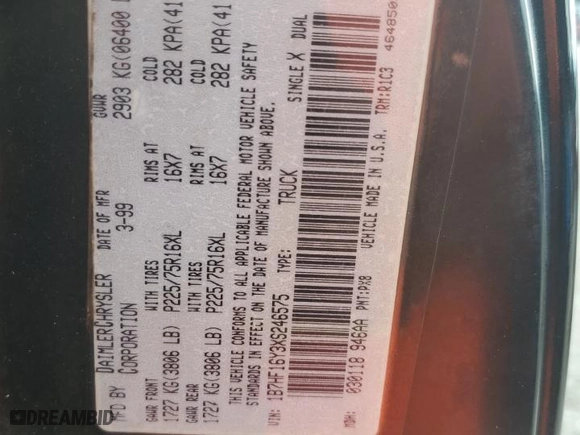 MFD BY DAIMLERCHRYSLER CORPORATION
DATE OF MFR 3-99
GVWR 2903 KG(06400
GAWR FRONT WITH TIRES RIMS AT COLD
1727 KG(3806 LB) P225/75R16XL 16X7 282 KPA(41
GAWR REAR WITH TIRES RIMS AT COLD
1727 KG(3806 LB) P225/75R16XL 16X7 282 KPA(41
THIS VEHICLE CONFORMS TO ALL APPLICABLE FEDERAL MOTOR VEHICLE SAFETY
STANDARDS IN EFFECT ON THE DATE OF MANUFACTURE SHOWN ABOVE.
VIN: 1B7HF16Y3XS246575 TYPE: TRUCK SINGLE X DUAL
MDH: 030118 946AA PNT:PX8 VEHICLE MADE IN U.S.A. TRM:R1C3
464850
DREAMBID